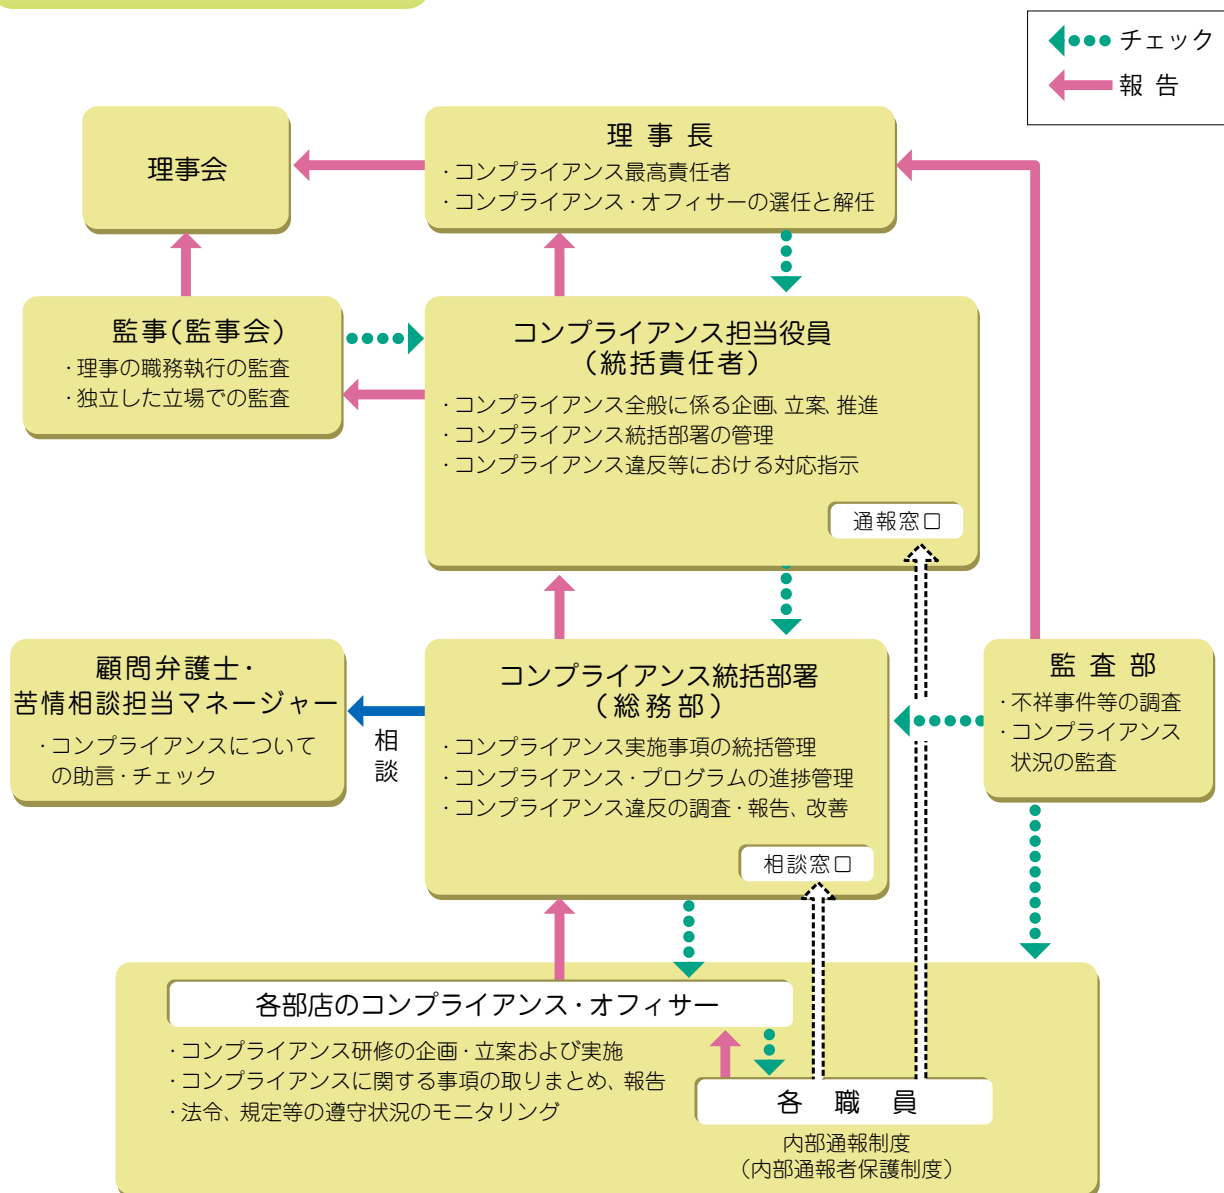 チェック
報 告
理事会
理 事 長
・コンプライアンス最高責任者
・コンプライアンス・オフィサーの選任と解任
監事(監事会)
・理事の職務執行の監査
・独立した立場での監査
コンプライアンス担当役員
(統括責任者)
・コンプライアンス全般に係る企画、立案、推進
・コンプライアンス統括部署の管理
・コンプライアンス違反等における対応指示
通報窓口
顧問弁護士・
苦情相談担当マネージャー
・コンプライアンスについて
の助言・チェック
相
談
コンプライアンス統括部署
(総務部)
・コンプライアンス実施事項の統括管理
・コンプライアンス・プログラムの進捗管理
・コンプライアンス違反の調査・報告、改善
相談窓口
監 査 部
・不祥事件等の調査
・コンプライアンス
状況の監査
各部店のコンプライアンス・オフィサー
・コンプライアンス研修の企画・立案および実施
・コンプライアンスに関する事項の取りまとめ、報告
・法令、規定等の遵守状況のモニタリング
各 職 員
内部通報制度
(内部通報者保護制度)